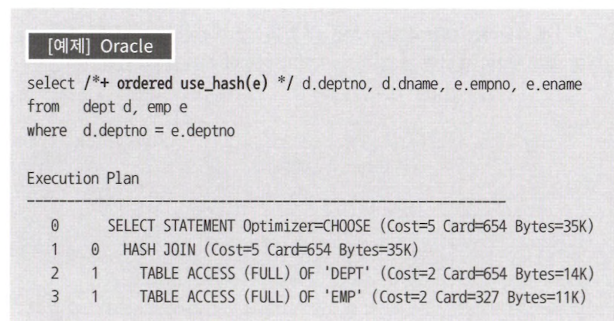 [예제] Oracle
select /*+ ordered use_hash(e) */ d.deptno, d.dname, e.empno, e.ename
from dept d, emp e
where d.deptno = e.deptno
Execution Plan
------------------------------------------------------------
0 SELECT STATEMENT Optimizer=CHOOSE (Cost=5 Card=654 Bytes=35K)
1 0 HASH JOIN (Cost=5 Card=654 Bytes=35K)
2 1 TABLE ACCESS (FULL) OF 'DEPT' (Cost=2 Card=654 Bytes=14K)
3 1 TABLE ACCESS (FULL) OF 'EMP' (Cost=2 Card=327 Bytes=11K)